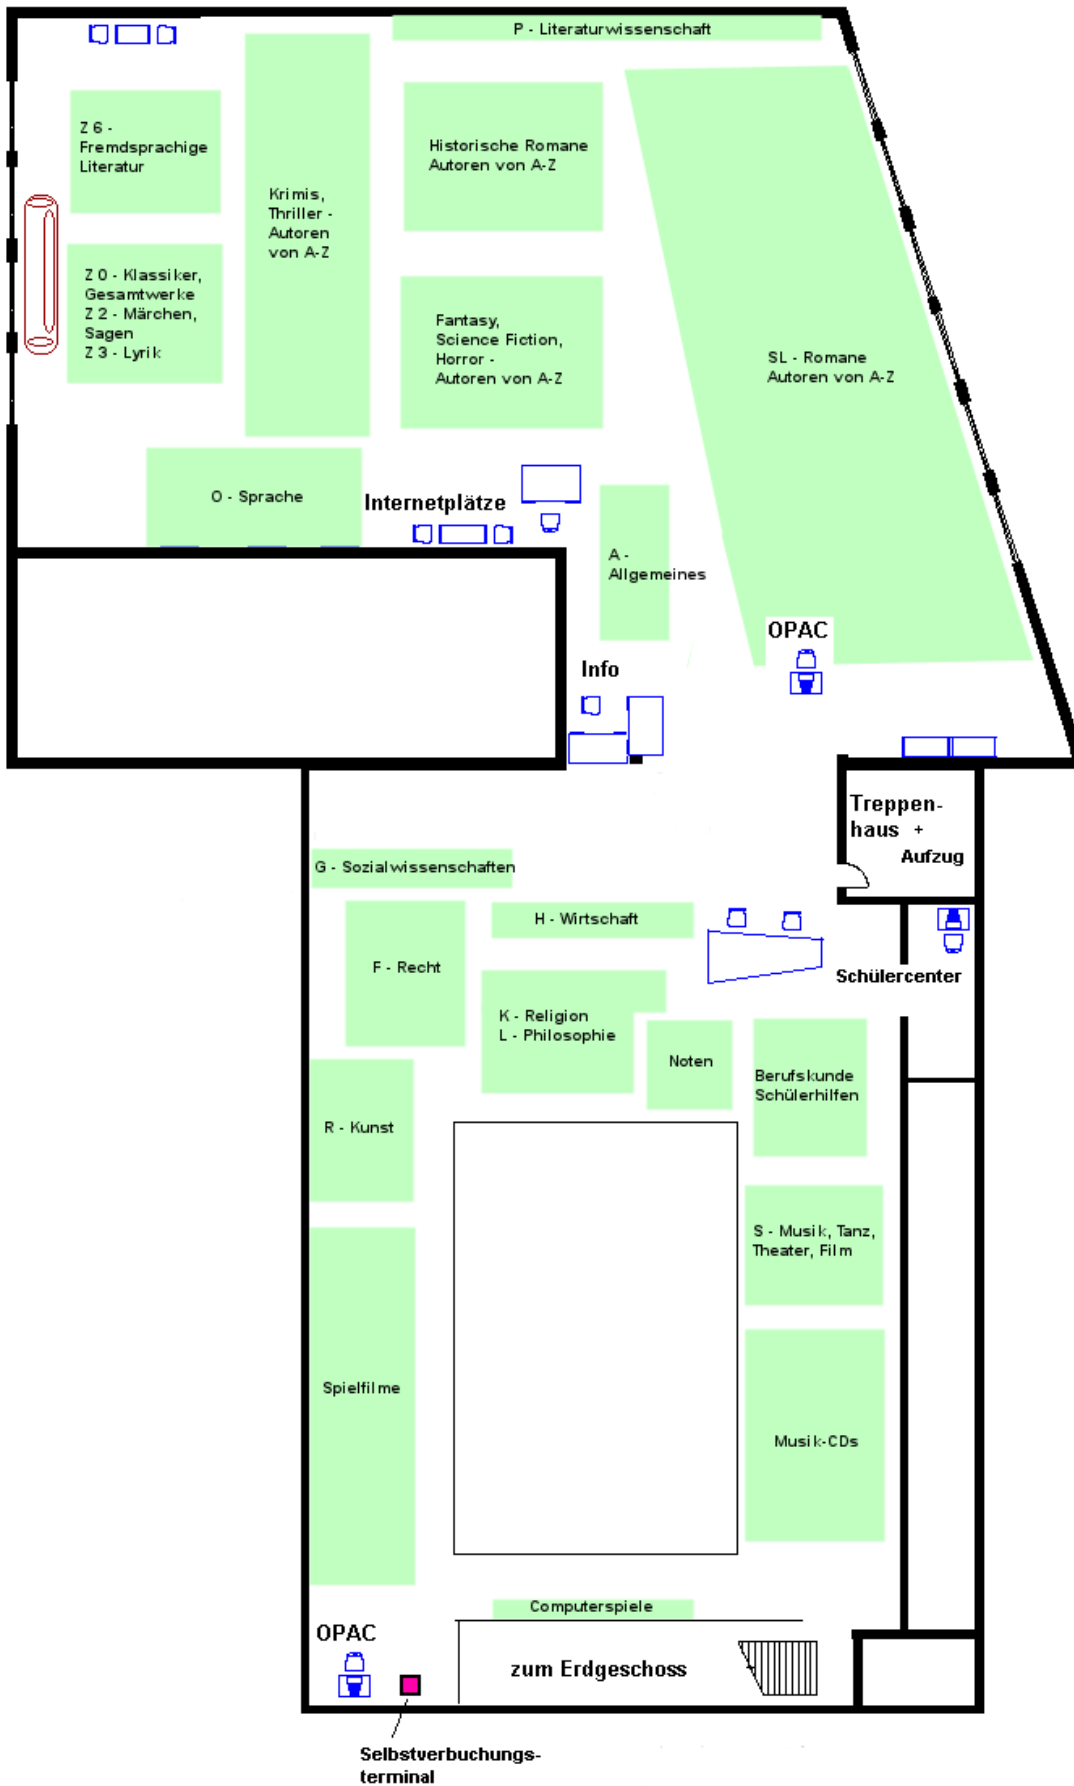 P - Literaturwissenschaft
Z 6 -
Fremdsprachige
Literatur
Krimis,
Thriller -
Autoren
von A-Z
Historische Romane
Autoren von A-Z
Z 0 - Klassiker,
Gesamtwerke
Z 2 - Märchen,
Sagen
Z 3 - Lyrik
Fantasy,
Science Fiction,
Horror -
Autoren von A-Z
SL - Romane
Autoren von A-Z
O - Sprache
Internetplätze
A -
Allgemeines
OPAC
Info
Treppen-
haus +
Aufzug
G - Sozialwissenschaften
H - Wirtschaft
F - Recht
Schülercenter
K - Religion
L - Philosophie
Noten
Berufskunde
Schülerhilfen
R - Kunst
S - Musik, Tanz,
Theater, Film
Spielfilme
Musik-CDs
Computerspiele
OPAC
zum Erdgeschoss
Selbstverbuchungs-
terminal